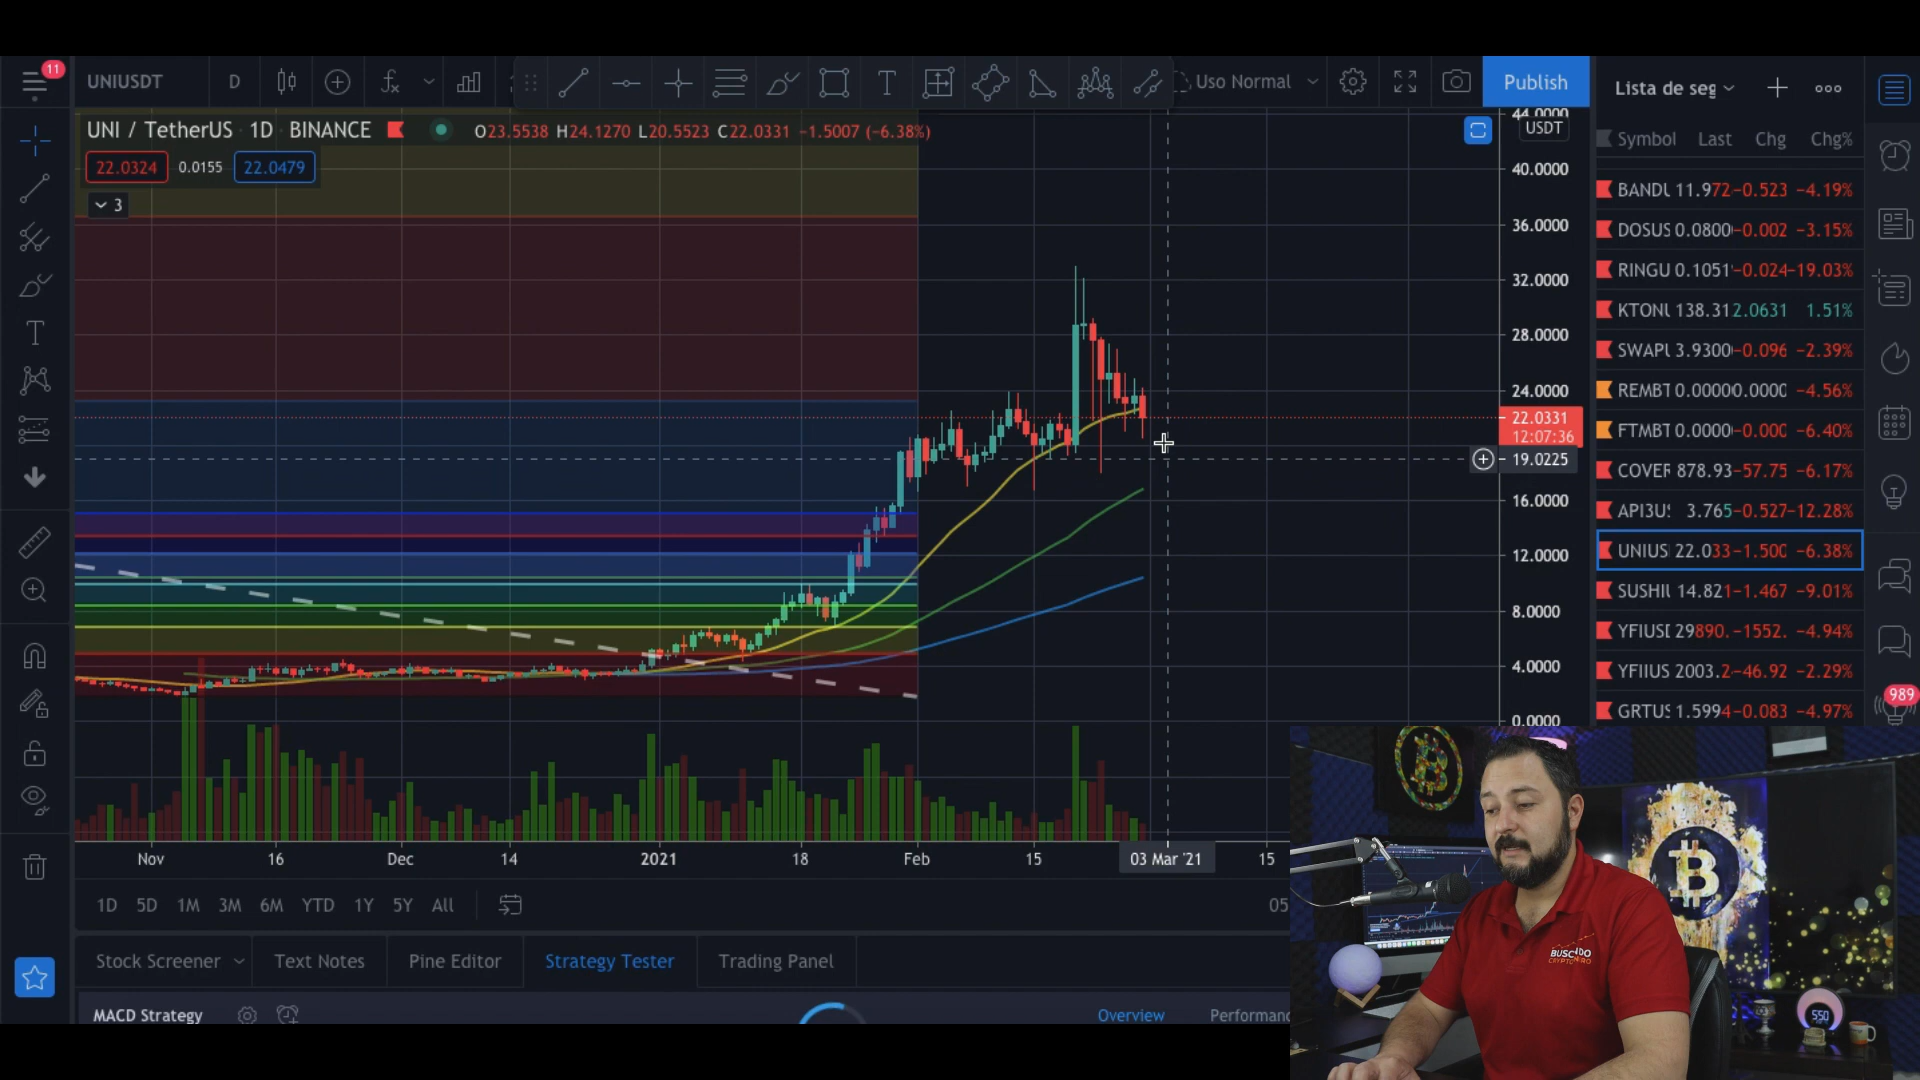 11
UNIUSDT
D
Uso Normal
Publish
Lista de seg
UNI / TetherUS 1D BINANCE
O23.5538 H24.1270 L20.5523 C22.0331 −1.5007 (−6.38%)
22.0324 0.0155 22.0479
3
44.0000
USDT
40.0000
36.0000
32.0000
28.0000
24.0000
22.0331
12:07:36
19.0225
16.0000
12.0000
8.0000
4.0000
0.0000
Symbol Last Chg Chg%
BANDU 11.972 −0.523 −4.19%
DOSUS 0.0800 −0.002 −3.15%
RINGU 0.1051 −0.024 −19.03%
KTONU 138.31 2.0631 1.51%
SWAPU 3.9300 −0.096 −2.39%
REMBT 0.0000 0.0000 −4.56%
FTMBT 0.0000 −0.000 −6.40%
COVER 878.93 −57.75 −6.17%
API3US 3.765 −0.527 −12.28%
UNIUS 22.033 −1.500 −6.38%
SUSHIU 14.821 −1.467 −9.01%
YFIUSD 29890. −1552. −4.94%
YFIIUS 2003.2 −46.92 −2.29%
GRTUS 1.5994 −0.083 −4.97%
989
Nov 16 Dec 14 2021 18 Feb 15 03 Mar '21 15
1D 5D 1M 3M 6M YTD 1Y 5Y All
05
Stock Screener Text Notes Pine Editor Strategy Tester Trading Panel
MACD Strategy
Overview Performanc
BUSCANDO
CRYPTO
550